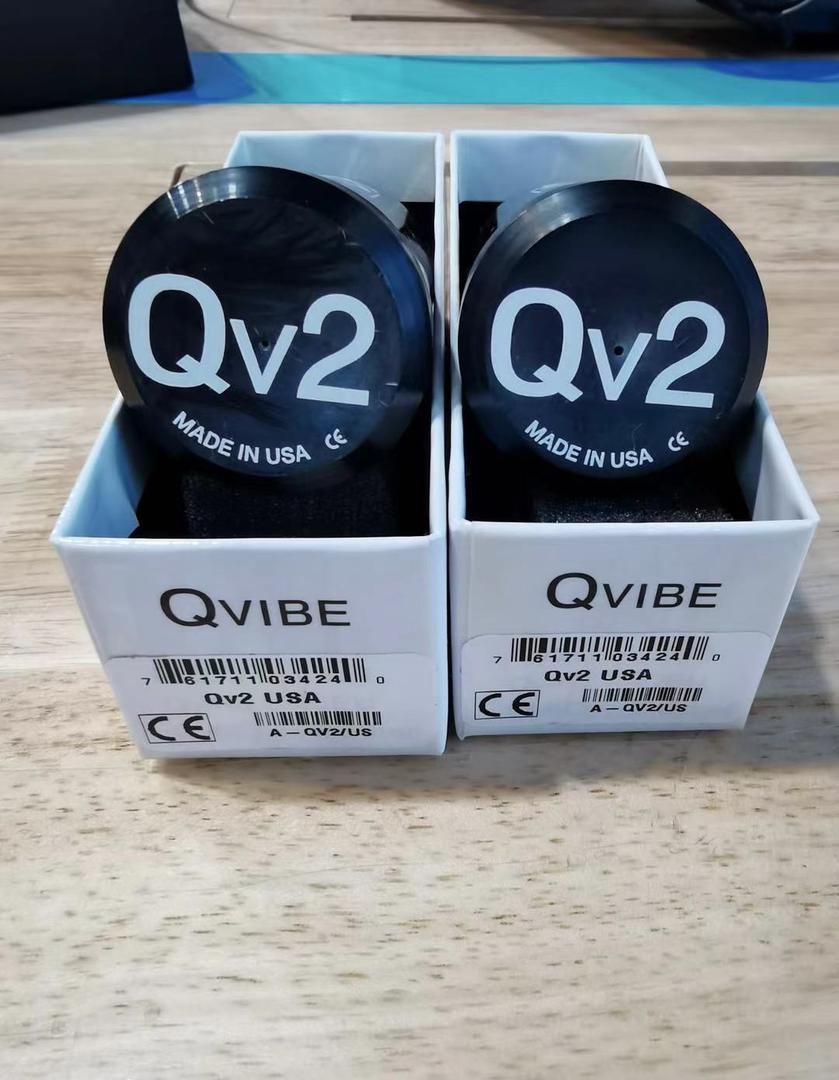 Qv2
MADE IN USA CE
Qv2
MADE IN USA CE
QVIBE
7 61711 03424 0
Qv2 USA
CE
A-QV2/US
QVIBE
7 61711 03424 0
Qv2 USA
CE
A-QV2/US